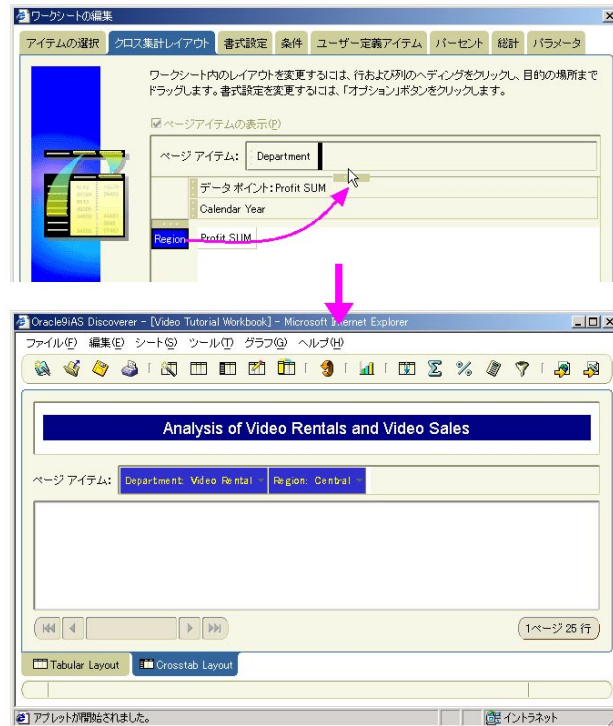 ワークシートの編集
アイテムの選択 クロス集計レイアウト 書式設定 条件 ユーザー定義アイテム パーセント 総計 パラメータ
ワークシート内のレイアウトを変更するには、行および列のヘディングをクリックし、目的の場所まで
ドラッグします。書式設定を変更するには、「オプション」ボタンをクリックします。
ページアイテムの表示(P)
ページ アイテム: Department
データ ポイント:Profit SUM
Calendar Year
Region Profit SUM
Oracle9iAS Discoverer - [Video Tutorial Workbook] - Microsoft Internet Explorer
ファイル(F) 編集(E) シート(S) ツール(T) グラフ(G) ヘルプ(H)
Analysis of Video Rentals and Video Sales
ページ アイテム: Department: Video Rental Region: Central
1ページ 25 行
Tabular Layout Crosstab Layout
アプレットが開始されました。 イントラネット